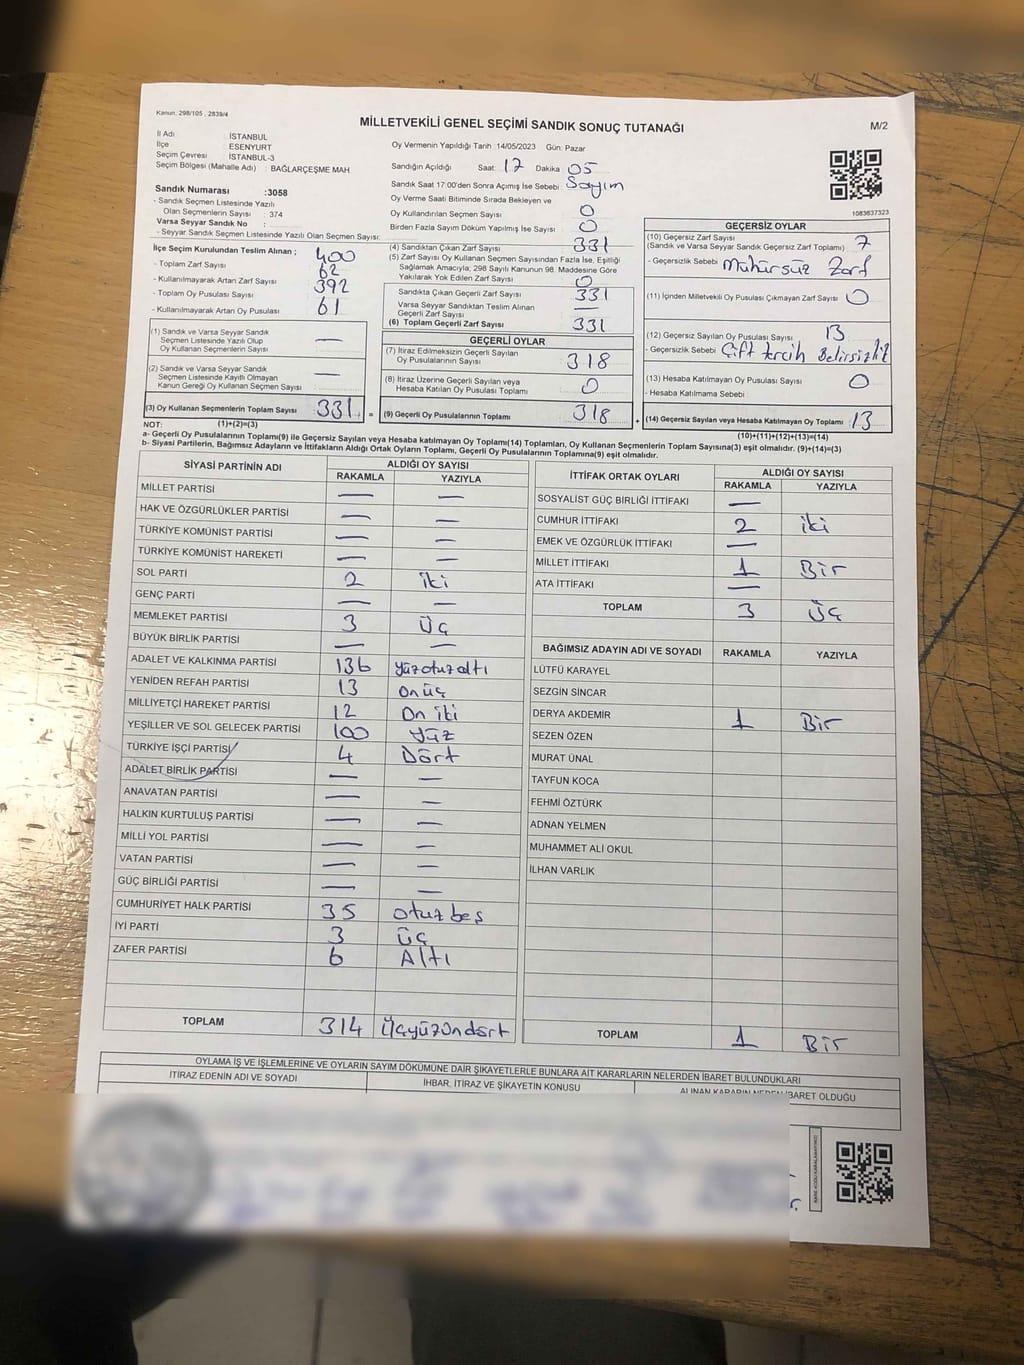 Kanun, 298/105 , 2839/4
MİLLETVEKİLİ GENEL SEÇİMİ SANDIK SONUÇ TUTANAĞI
M/2
İl Adı : İSTANBUL
İlçe : ESENYURT
Seçim Çevresi : İSTANBUL-3
Seçim Bölgesi (Mahalle Adı) : BAĞLARÇEŞME MAH
Sandık Numarası :3058
- Sandık Seçmen Listesinde Yazılı
Olan Seçmenlerin Sayısı : 374
Varsa Seyyar Sandık No :
- Seyyar Sandık Seçmen Listesinde Yazılı Olan Seçmen Sayısı:
Oy Vermenin Yapıldığı Tarih :14/05/2023 Gün: Pazar
Sandığın Açıldığı Saat: 17 Dakika : 05
Sandık Saat 17:00'den Sonra Açımış İse Sebebi : Sayım
Oy Verme Saati Bitiminde Sırada Bekleyen ve
Oy Kullandırılan Seçmen Sayısı : 0
Birden Fazla Sayım Döküm Yapılmış İse Sayısı : 0
1083637323
İlçe Seçim Kurulundan Teslim Alınan ;
- Toplam Zarf Sayısı : 400
- Kullanılmayarak Artan Zarf Sayısı : 62
- Toplam Oy Pusulası Sayısı : 392
- Kullanılmayarak Artan Oy Pusulası : 61
(1) Sandık ve Varsa Seyyar Sandık
Seçmen Listesinde Yazılı Olup
Oy Kullanan Seçmenlerin Sayısı : —
(2) Sandık ve Varsa Seyyar Sandık
Seçmen Listesinde Kayıtlı Olmayan
Kanun Gereği Oy Kullanan Seçmen Sayısı : —
(3) Oy Kullanan Seçmenlerin Toplam Sayısı : 331 =
(1)+(2)=(3)
(4) Sandıktan Çıkan Zarf Sayısı : 331
(5) Zarf Sayısı Oy Kullanan Seçmen Sayısından Fazla İse, Eşitliği
Sağlamak Amacıyla; 298 Sayılı Kanunun 98. Maddesine Göre
Yakılarak Yok Edilen Zarf Sayısı : 0
Sandıkta Çıkan Geçerli Zarf Sayısı : 331
Varsa Seyyar Sandıktan Teslim Alınan
Geçerli Zarf Sayısı : —
(6) Toplam Geçerli Zarf Sayısı : 331
GEÇERLİ OYLAR
(7) İtiraz Edilmeksizin Geçerli Sayılan
Oy Pusulalarının Sayısı : 318
(8) İtiraz Üzerine Geçerli Sayılan veya
Hesaba Katılan Oyların Toplamı : 0
(9) Geçerli Oy Pusulalarının Toplamı : 318 +
GEÇERSİZ OYLAR
(10) Geçersiz Zarf Sayısı
(Sandık ve Varsa Seyyar Sandık Geçersiz Zarf Toplamı) : 7
- Geçersizlik Sebebi : Mühürsüz Zarf
(11) İçinden Milletvekili Oy Pusulası Çıkmayan Zarf Sayısı : 0
(12) Geçersiz Sayılan Oy Pusulası Sayısı : 13
- Geçersizlik Sebebi : Çift tercih Belirsizlik
(13) Hesaba Katılmayan Oy Pusulası Sayısı : 0
- Hesaba Katılmama Sebebi :
(14) Geçersiz Sayılan veya Hesaba Katılmayan Oy Toplamı : 13
(10)+(11)+(12)+(13)=(14)
NOT:
a- Geçerli Oy Pusulalarının Toplamı(9) ile Geçersiz Sayılan veya Hesaba katılmayan Oy Toplamı(14) Toplamları, Oy Kullanan Seçmenlerin Toplam Sayısına(3) eşit olmalıdır. (9)+(14)=(3)
b- Siyasi Partilerin, Bağımsız Adayların ve İttifakların Aldığı Ortak Oyların Toplamı, Geçerli Oy Pusulalarının Toplamına(9) eşit olmalıdır.
SİYASİ PARTİNİN ADI ALDIĞI OY SAYISI
RAKAMLA YAZIYLA
MİLLET PARTİSİ — —
HAK VE ÖZGÜRLÜKLER PARTİSİ — —
TÜRKİYE KOMÜNİST PARTİSİ — —
TÜRKİYE KOMÜNİST HAREKETİ — —
SOL PARTİ 2 iki
GENÇ PARTİ — —
MEMLEKET PARTİSİ 3 üç
BÜYÜK BİRLİK PARTİSİ — —
ADALET VE KALKINMA PARTİSİ 136 yüzotuzaltı
YENİDEN REFAH PARTİSİ 13 onüç
MİLLİYETÇİ HAREKET PARTİSİ 12 On iki
YEŞİLLER VE SOL GELECEK PARTİSİ 100 yüz
TÜRKİYE İŞÇİ PARTİSİ 4 Dört
ADALET BİRLİK PARTİSİ — —
ANAVATAN PARTİSİ — —
HALKIN KURTULUŞ PARTİSİ — —
MİLLİ YOL PARTİSİ — —
VATAN PARTİSİ — —
GÜÇ BİRLİĞİ PARTİSİ — —
CUMHURİYET HALK PARTİSİ 35 otuzbeş
İYİ PARTİ 3 üç
ZAFER PARTİSİ 6 Altı
TOPLAM 314 Üçyüzöndört
İTTİFAK ORTAK OYLARI ALDIĞI OY SAYISI
RAKAMLA YAZIYLA
SOSYALİST GÜÇ BİRLİĞİ İTTİFAKI —
CUMHUR İTTİFAKI 2 iki
EMEK VE ÖZGÜRLÜK İTTİFAKI —
MİLLET İTTİFAKI 1 Bir
ATA İTTİFAKI —
TOPLAM 3 üç
BAĞIMSIZ ADAYIN ADI VE SOYADI RAKAMLA YAZIYLA
LÜTFÜ KARAYEL
SEZGIN SİNCAR
DERYA AKDEMİR 1 Bir
SEZEN ÖZEN
MURAT ÜNAL
TAYFUN KOCA
FEHMİ ÖZTÜRK
ADNAN YELMEN
MUHAMMET ALİ OKUL
İLHAN VARLIK
TOPLAM 1 Bir
OYLAMA İŞ VE İŞLEMLERİNE VE OYLARIN SAYIM DÖKÜMÜNE DAİR ŞİKAYETLERLE BUNLARA AİT KARARLARIN NELERDEN İBARET BULUNDUKLARI
İTİRAZ EDENİN ADI VE SOYADI İHBAR, İTİRAZ VE ŞİKAYETİN KONUSU ALINAN KARARIN NEDEN İBARET OLDUĞU